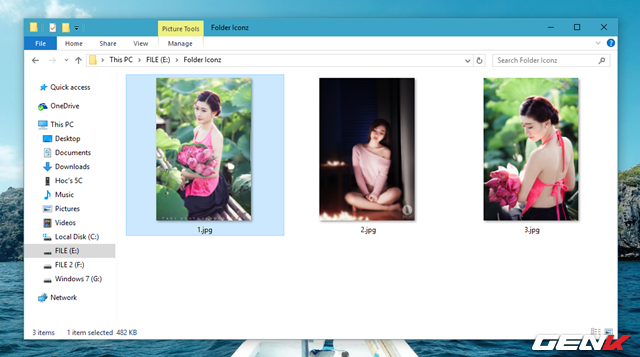 Picture Tools
Folder Iconz
File
Home
Share
View
Manage
This PC
FILE (E:)
Folder Iconz
Search Folder Iconz
Quick access
OneDrive
This PC
Desktop
Documents
Downloads
Hoc's 5C
Music
Pictures
Videos
Local Disk (C:)
FILE (E:)
FILE 2 (F:)
Windows 7 (G:)
Network
1.jpg
2.jpg
3.jpg
3 items
1 item selected
482 KB
GENK